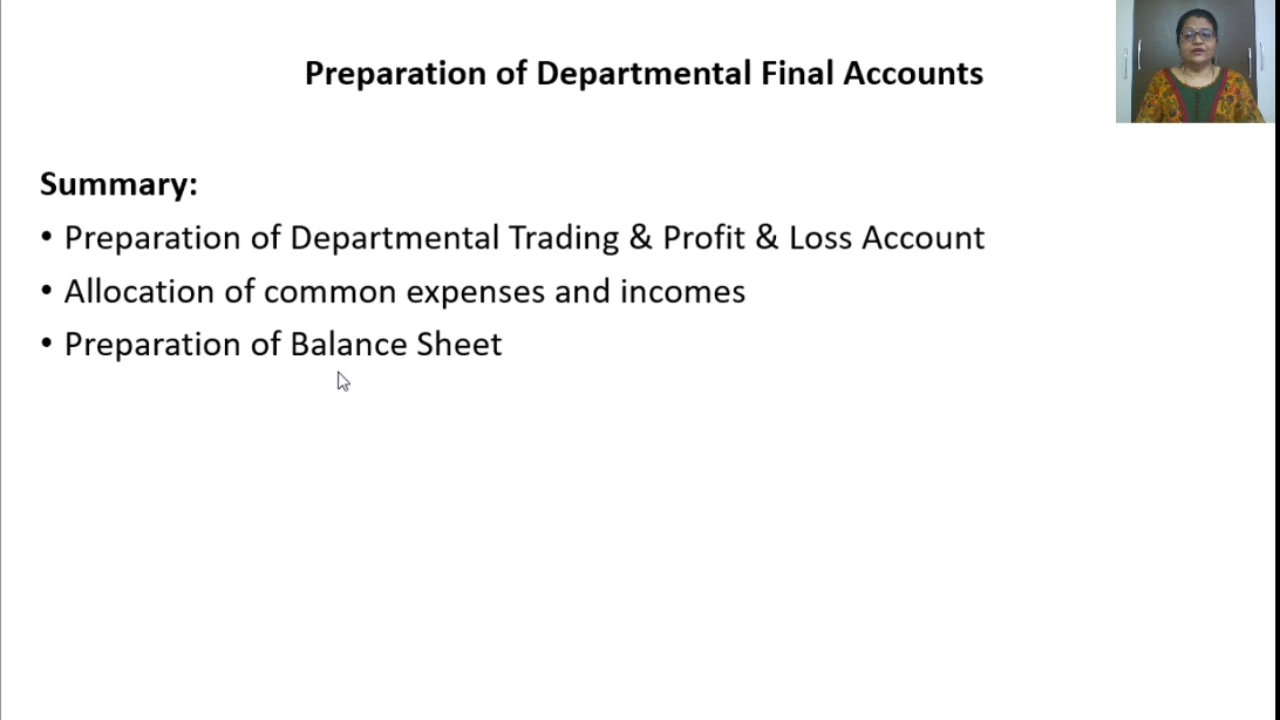 Preparation of Departmental Final Accounts
Summary:
• Preparation of Departmental Trading & Profit & Loss Account
• Allocation of common expenses and incomes
• Preparation of Balance Sheet